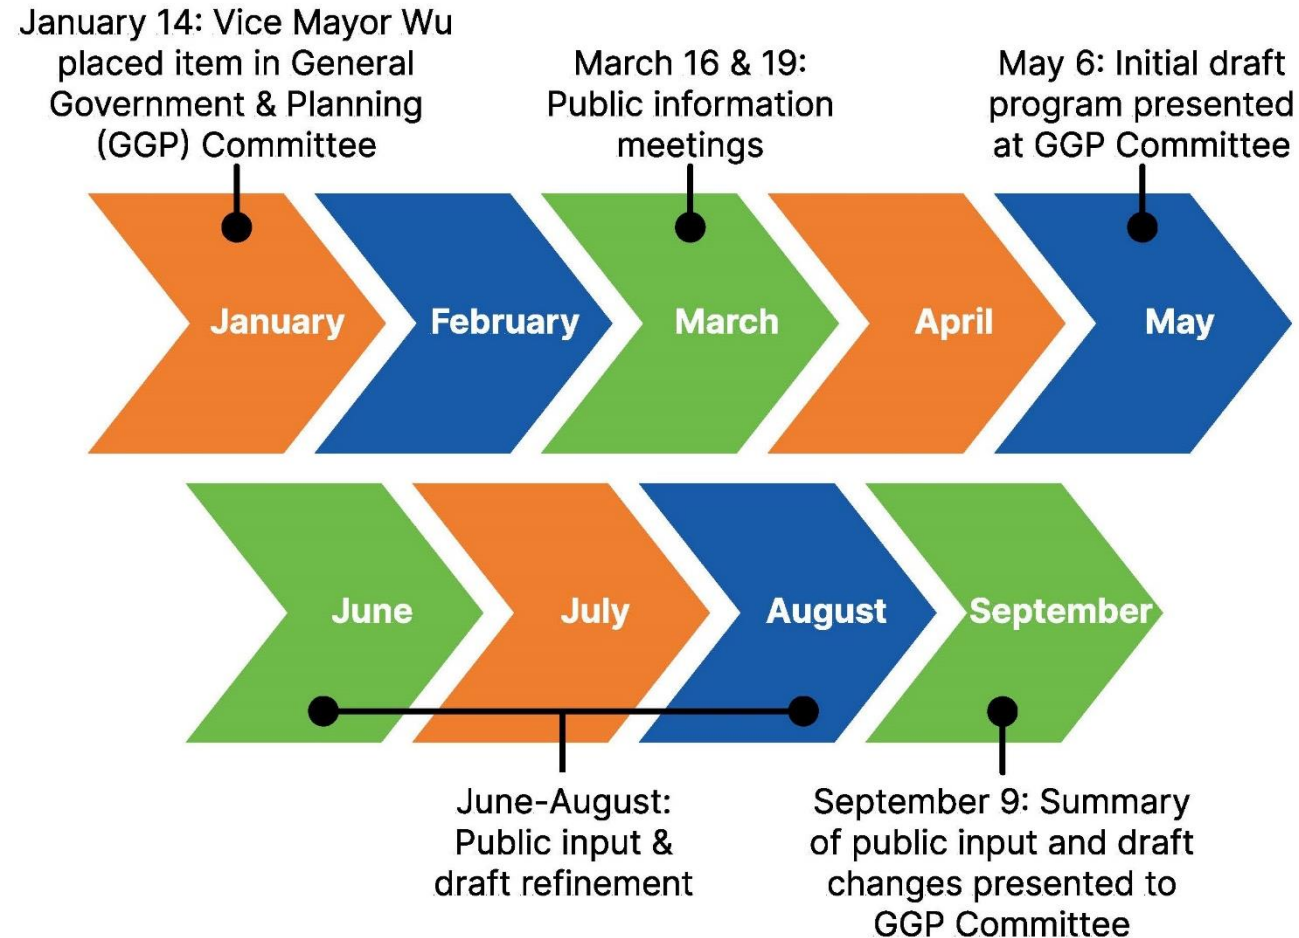 January 14: Vice Mayor Wu
placed item in General
Government & Planning
(GGP) Committee
March 16 & 19:
Public information
meetings
May 6: Initial draft
program presented
at GGP Committee
January
February
March
April
May
June
July
August
September
June-August:
Public input &
draft refinement
September 9: Summary
of public input and draft
changes presented to
GGP Committee